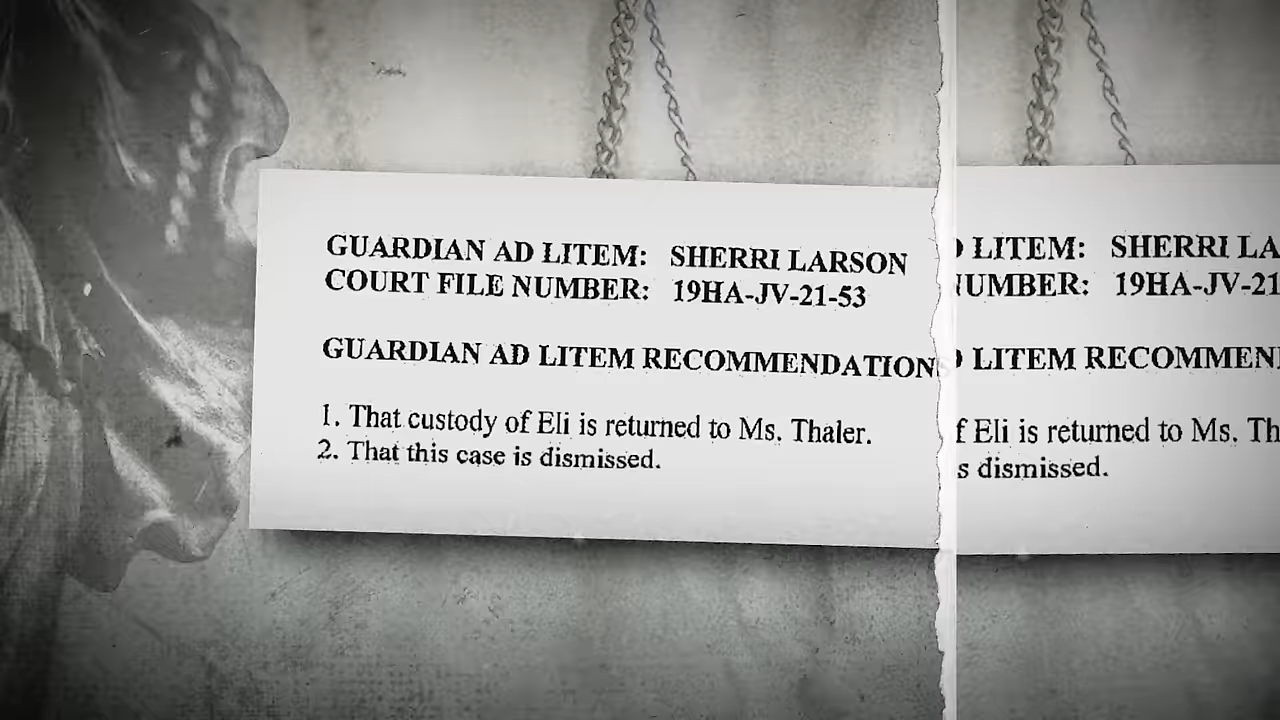 GUARDIAN AD LITEM: SHERRI LARSON
COURT FILE NUMBER: 19HA-JV-21-53
GUARDIAN AD LITEM RECOMMENDATIONS
1. That custody of Eli is returned to Ms. Thaler.
2. That this case is dismissed.
D LITEM: SHERRI LA
NUMBER: 19HA-JV-21
D LITEM RECOMMEN
f Eli is returned to Ms. Th
s dismissed.